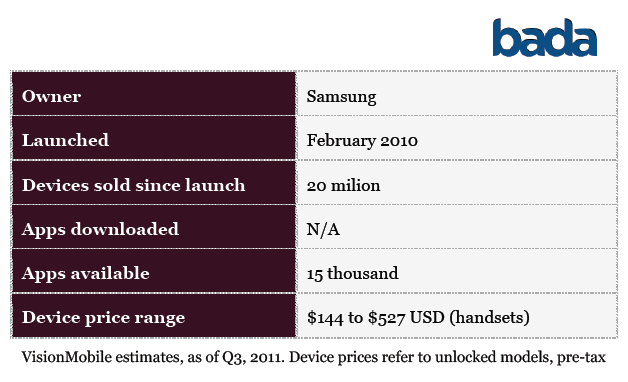 bada
Owner Samsung
Launched February 2010
Devices sold since launch 20 milion
Apps downloaded N/A
Apps available 15 thousand
Device price range $144 to $527 USD (handsets)
VisionMobile estimates, as of Q3, 2011. Device prices refer to unlocked models, pre-tax